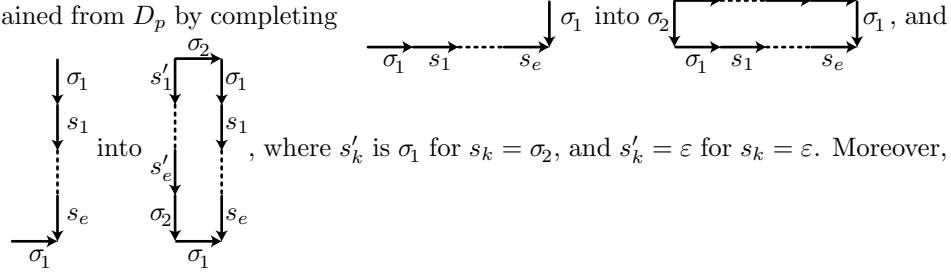 ained from $D_p$ by completing $\sigma_1$ into $\sigma_2$ $\sigma_1$, and
$\sigma_1$ $s_1$ $s_e$ $\sigma_1$ $s_1$ $s_e$
$\sigma_2$
$\sigma_1$ $s'_1$ $\sigma_1$
$s_1$ $s_1$
into $s'_e$ , where $s'_k$ is $\sigma_1$ for $s_k = \sigma_2$, and $s'_k = \varepsilon$ for $s_k = \varepsilon$. Moreover,
$s_e$ $\sigma_2$ $s_e$
$\sigma_1$ $\sigma_1$